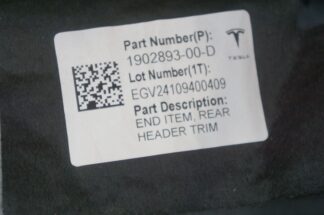 Part Number(P):
1902893-00-D
TESLA
Lot Number(1T):
EGV24109400409
Part Description:
END ITEM, REAR
HEADER TRIM